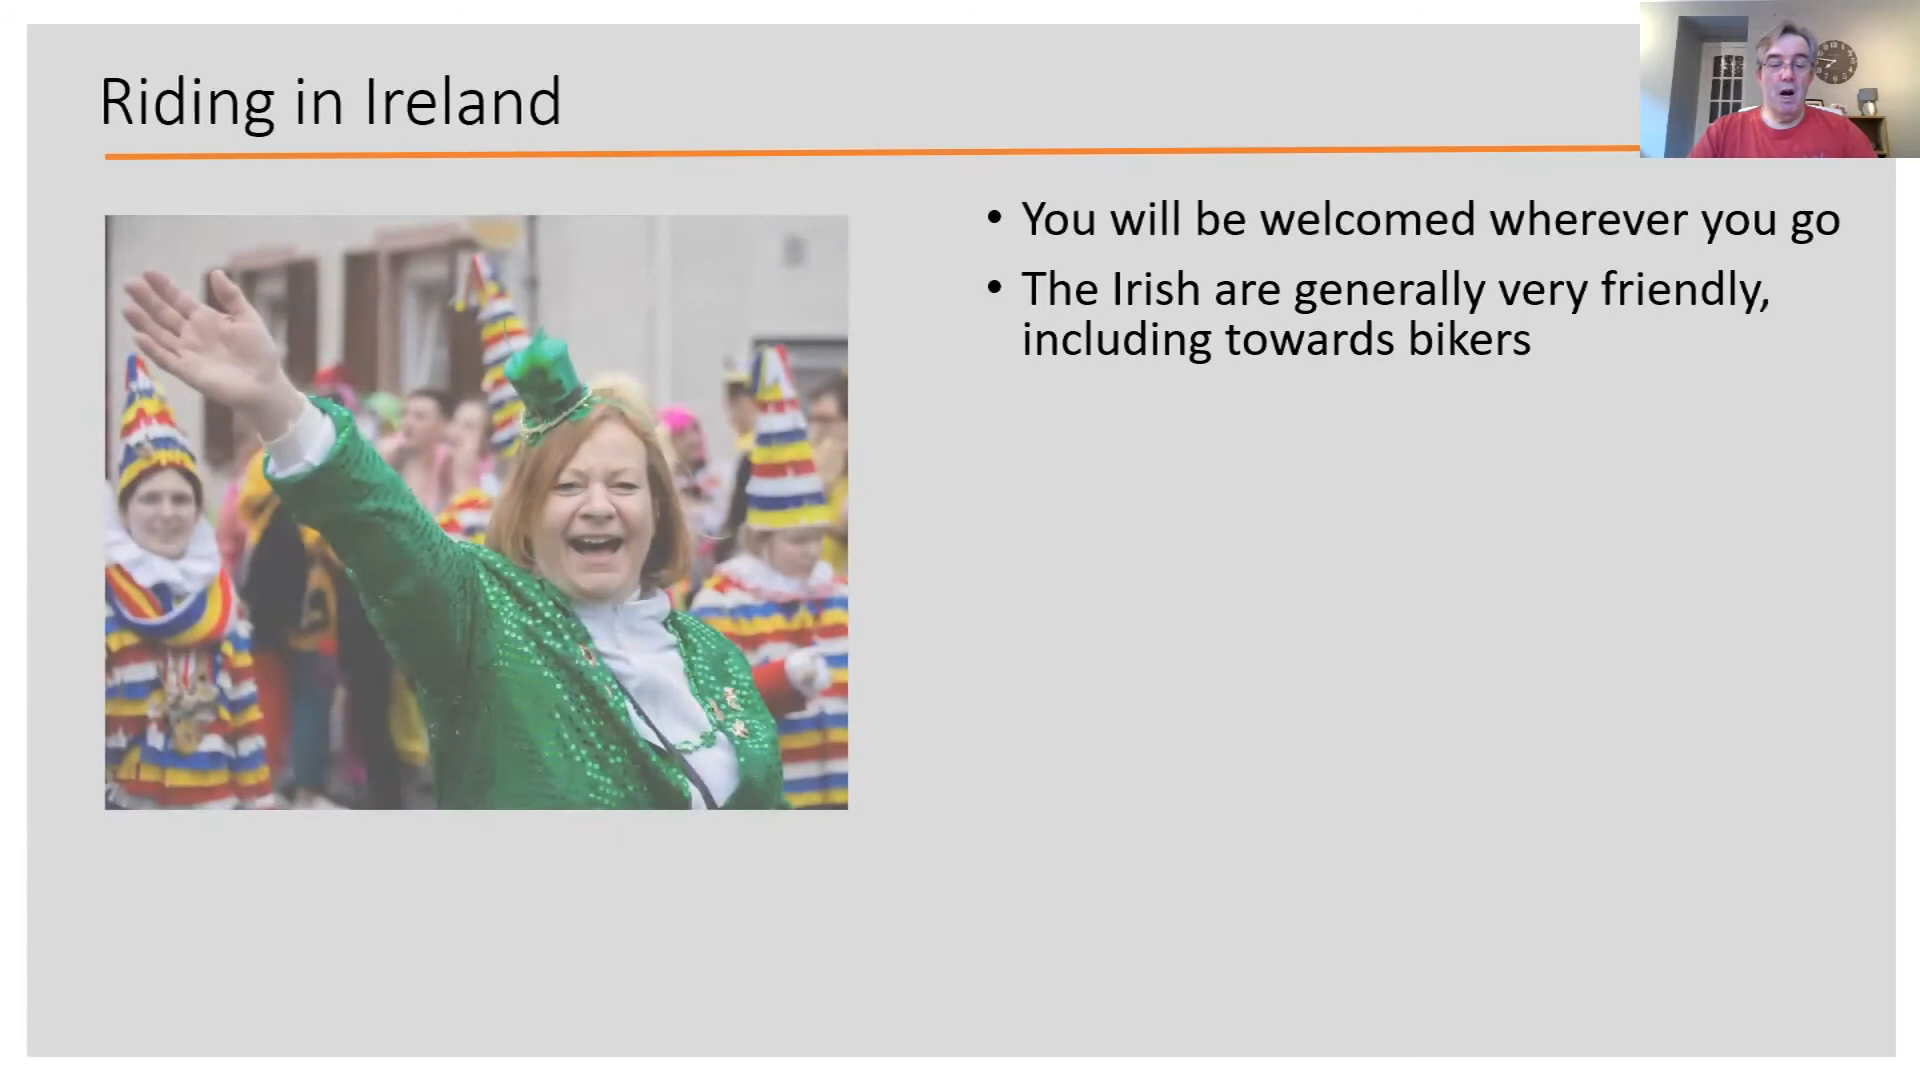 Riding in Ireland
• You will be welcomed wherever you go
• The Irish are generally very friendly,
including towards bikers